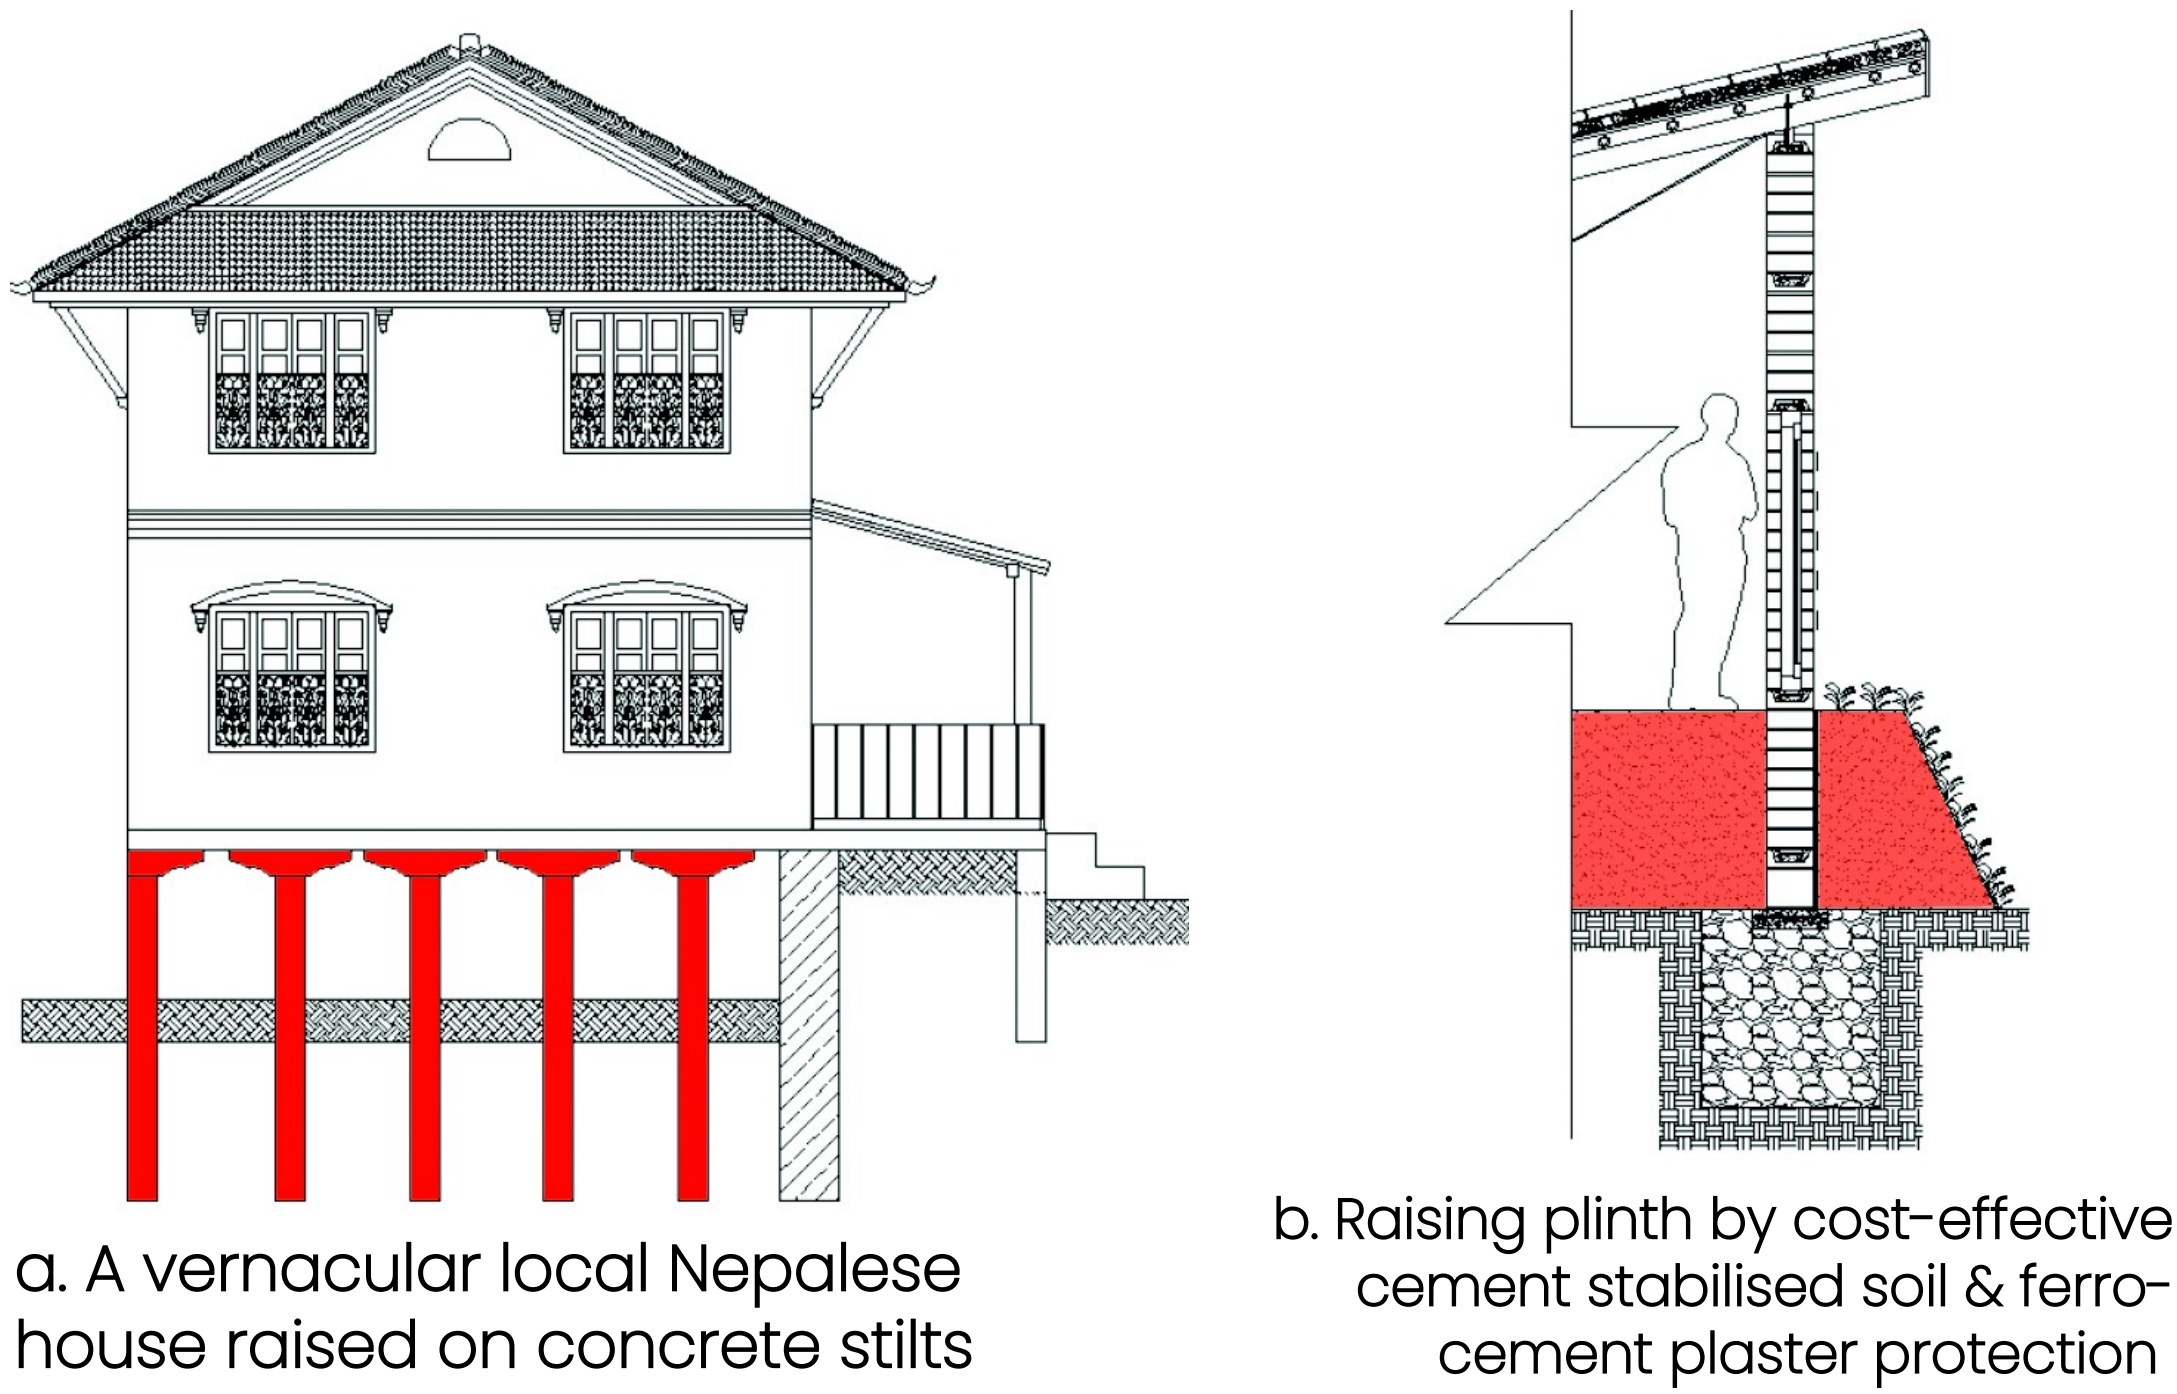 a. A vernacular local Nepalese
house raised on concrete stilts
b. Raising plinth by cost-effective
cement stabilised soil & ferro-
cement plaster protection